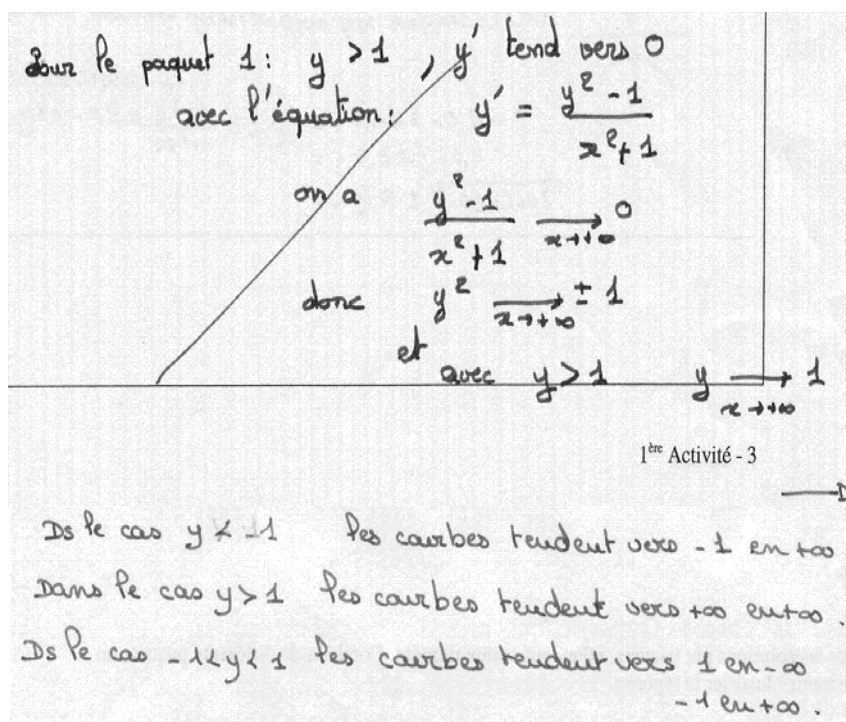 Pour le paquet 1 : y > 1 , y' tend vers 0
avec l'équation : y' = (y² - 1)/(x² + 1)
on a (y² - 1)/(x² + 1) ⟶ 0 x→+∞
donc y² ⟶ ± 1 x→+∞
et
avec y > 1 y ⟶ 1 x→+∞
1ère Activité - 3
Ds le cas y < -1 les courbes tendent vers -1 en +∞
Dans le cas y > 1 les courbes tendent vers +∞ en +∞.
Ds le cas -1 < y < 1 les courbes tendent vers 1 en -∞
-1 en +∞.